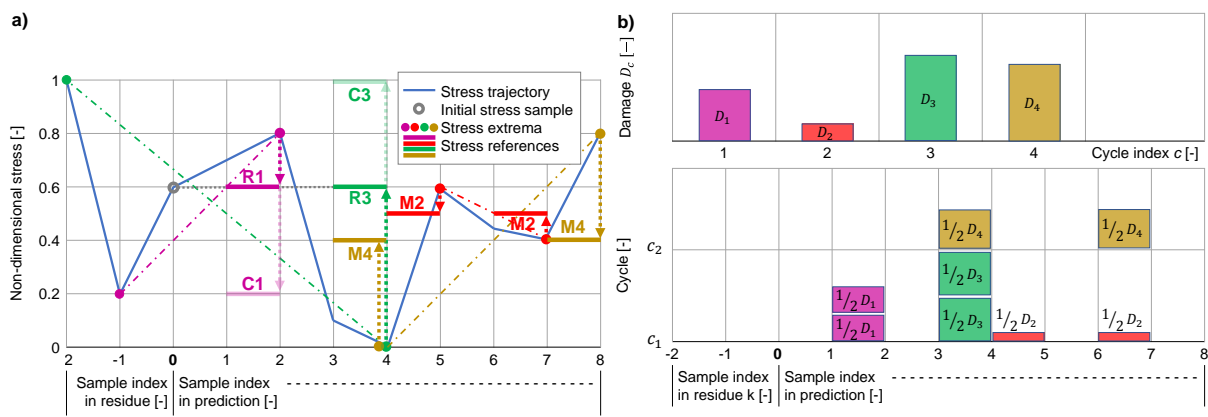 a)
Non-dimensional stress [-]
1
0.8
0.6
0.4
0.2
0
C3
R1
R3
C1
M4
M2
M2
M4
Stress trajectory
Initial stress sample
Stress extrema
Stress references
2 -1 0 1 2 3 4 5 6 7 8
Sample index
in residue [-]
Sample index
in prediction [-]
b)
Damage D_c [—]
D_1
D_2
D_3
D_4
1 2 3 4 Cycle index c [-]
Cycle [-]
c_2
c_1
1/2 D_1
1/2 D_1
1/2 D_4
1/2 D_3
1/2 D_3
1/2 D_2
1/2 D_4
1/2 D_2
-2 -1 0 1 2 3 4 5 6 7 8
Sample index
in residue k [-]
Sample index
in prediction [-]